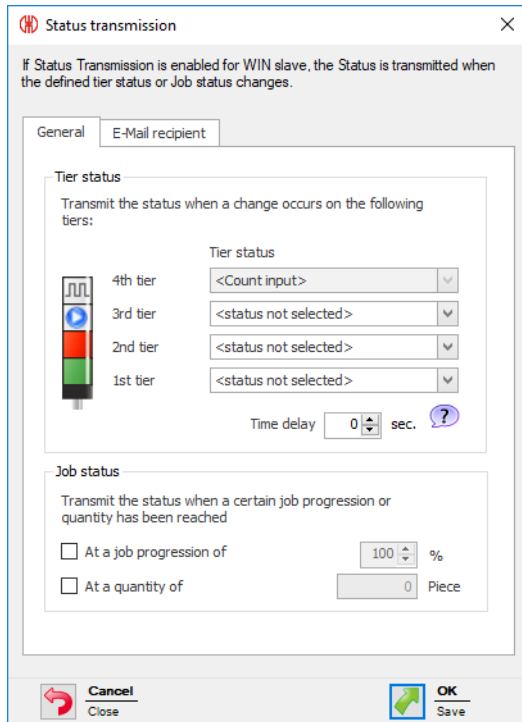 Status transmission
If Status Transmission is enabled for WIN slave, the Status is transmitted when
the defined tier status or Job status changes.
General
E-Mail recipient
Tier status
Transmit the status when a change occurs on the following
tiers:
Tier status
4th tier
<Count input>
3rd tier
<status not selected>
2nd tier
<status not selected>
1st tier
<status not selected>
Time delay 0 sec. ?
Job status
Transmit the status when a certain job progression or
quantity has been reached
At a job progression of 100 %
At a quantity of 0 Piece
Cancel
Close
OK
Save